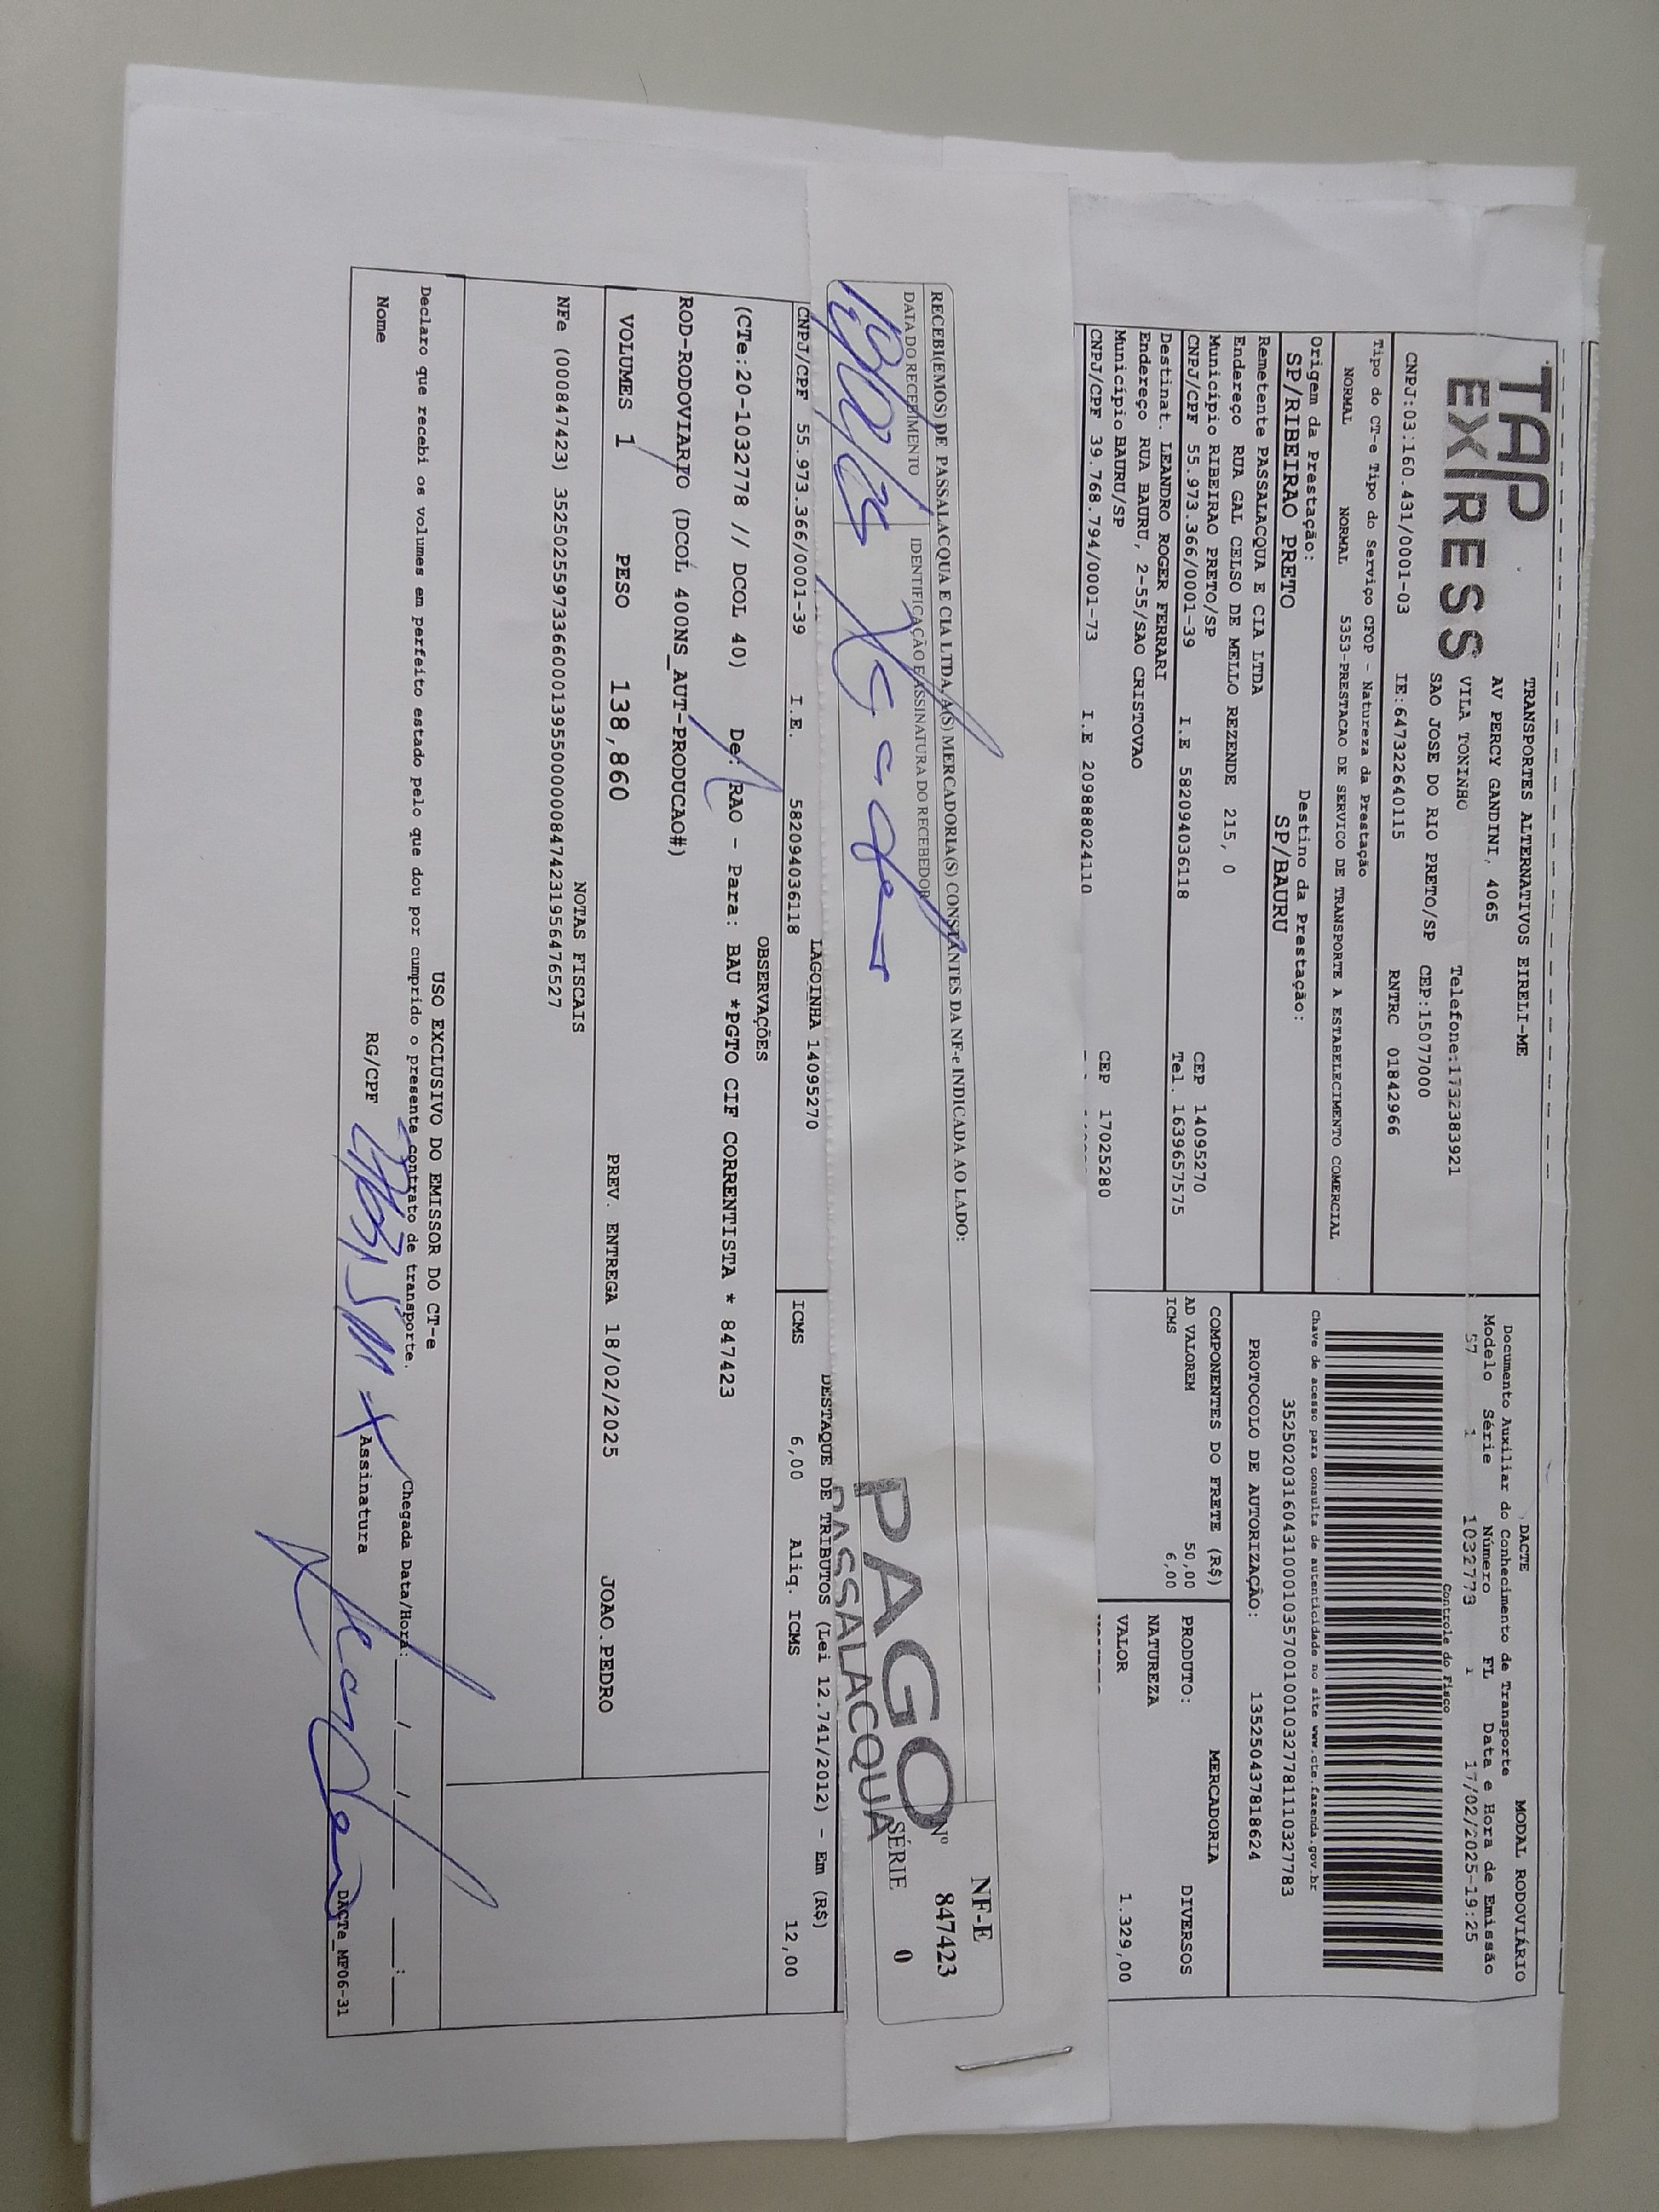 TAP
EXPRESS
TRANSPORTES ALTERNATIVOS EIRELI-ME
AV PERCY GANDINI, 4065
VILA TONINHO
Telefone:1732383921
SAO JOSE DO RIO PRETO/SP
CEP:15077000
CNPJ:03:160.431/0001-03
IE:647322640115
RNTRC 01842966
Tipo do CT-e Tipo do Serviço CFOP - Natureza da Prestação
NORMAL NORMAL 5353-PRESTACAO DE SERVICO DE TRANSPORTE A ESTABELECIMENTO COMERCIAL
Origem da Prestação:
Destino da Prestação:
SP/RIBEIRAO PRETO
SP/BAURU
Remetente PASSALACQUA E CIA LTDA
Endereço RUA GAL CELSO DE MELLO REZENDE 215, 0
Município RIBEIRAO PRETO/SP
CEP 14095270
CNPJ/CPF 55.973.366/0001-39
I.E 582094036118
Tel. 1639657575
Destinat. LEANDRO ROGER FERRARI
Endereço RUA BAURU, 2-55/SAO CRISTOVAO
Município BAURU/SP
CEP 17025280
CNPJ/CPF 39.768.794/0001-73
I.E 209888024110
DACTE
MODAL RODOVIÁRIO
Documento Auxiliar do Conhecimento de Transporte
Modelo Série Número FL Data e Hora de Emissão
57 1 1032773 1 17/02/2025-19:25
Controle do Fisco
Chave de acesso para consulta de autenticidade no site www.cte.fazenda.gov.br
35250203160431000103570010010327781110327783
PROTOCOLO DE AUTORIZAÇÃO: 135250437818624
COMPONENTES DO FRETE (R$)
AD VALOREM 50,00
ICMS 6,00
MERCADORIA
PRODUTO: DIVERSOS
NATUREZA
VALOR 1.329,00
RECEBI(EMOS) DE PASSALACQUA E CIA LTDA, A(S) MERCADORIA(S) CONSTANTES DA NF-e INDICADA AO LADO:
DATA DO RECEBIMENTO
IDENTIFICAÇÃO E ASSINATURA DO RECEBEDOR
NF-E
Nº 847423
SÉRIE 0
PAGO
PASSALACQUA
LAGOINHA 14095270
CNPJ/CPF 55.973.366/0001-39 I.E. 582094036118
DESTAQUE DE TRIBUTOS (Lei 12.741/2012) - Em (R$)
ICMS 6,00 Aliq. ICMS 12,00
OBSERVAÇÕES
(CTe:20-1032778 // DCOL 40) De: RAO - Para: BAU *PGTO CIF CORRENTISTA * 847423
ROD-RODOVIARIO (DCOL 400NS_AUT-PRODUCAO#)
VOLUMES 1 PESO 138,860 PREV. ENTREGA 18/02/2025 JOAO.PEDRO
NOTAS FISCAIS
NFe (000847423) 35250255973366000139550000008474231956476527
USO EXCLUSIVO DO EMISSOR DO CT-e
Declaro que recebi os volumes em perfeito estado pelo que dou por cumprido o presente contrato de transporte.
Chegada Data/Hora: ___/___/___ ___:___
Nome
RG/CPF
Assinatura
DACTe_MF06-31